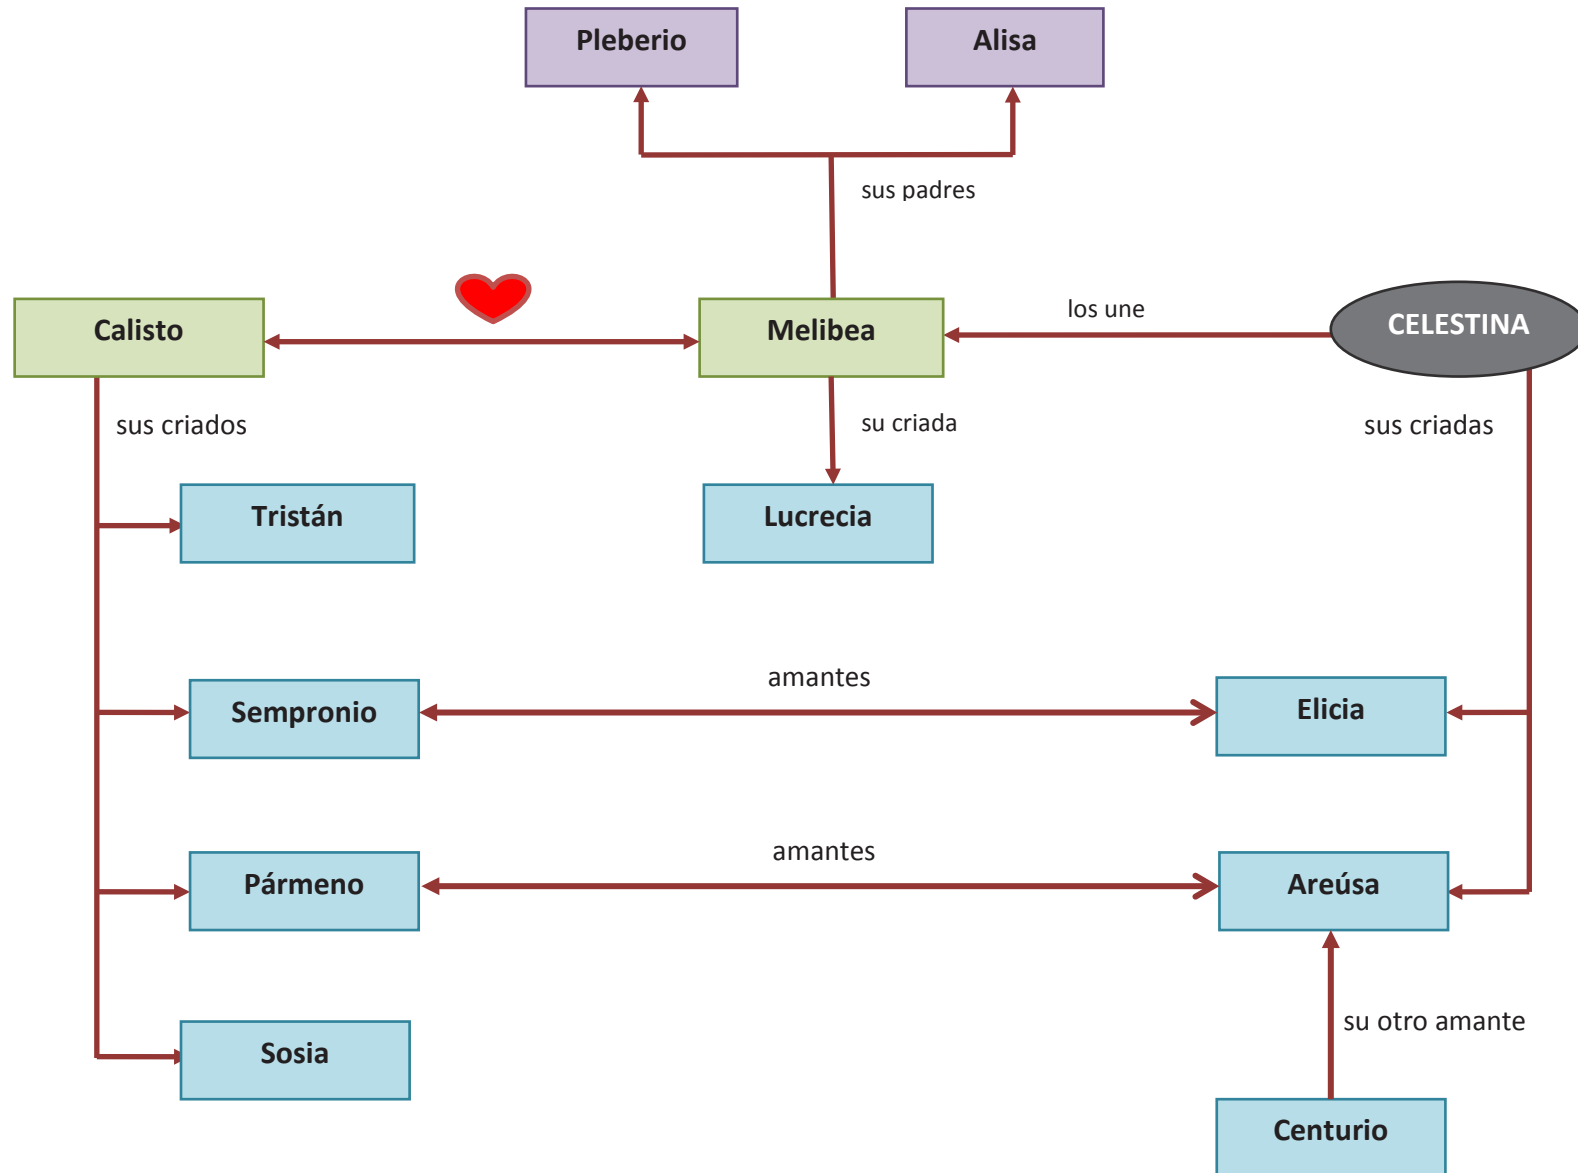 Pleberio
Alisa
sus padres
Calisto
Melibea
los une
CELESTINA
sus criados
su criada
sus criadas
Tristán
Lucrecia
amantes
Sempronio
Elicia
amantes
Pármeno
Areúsa
su otro amante
Sosia
Centurio